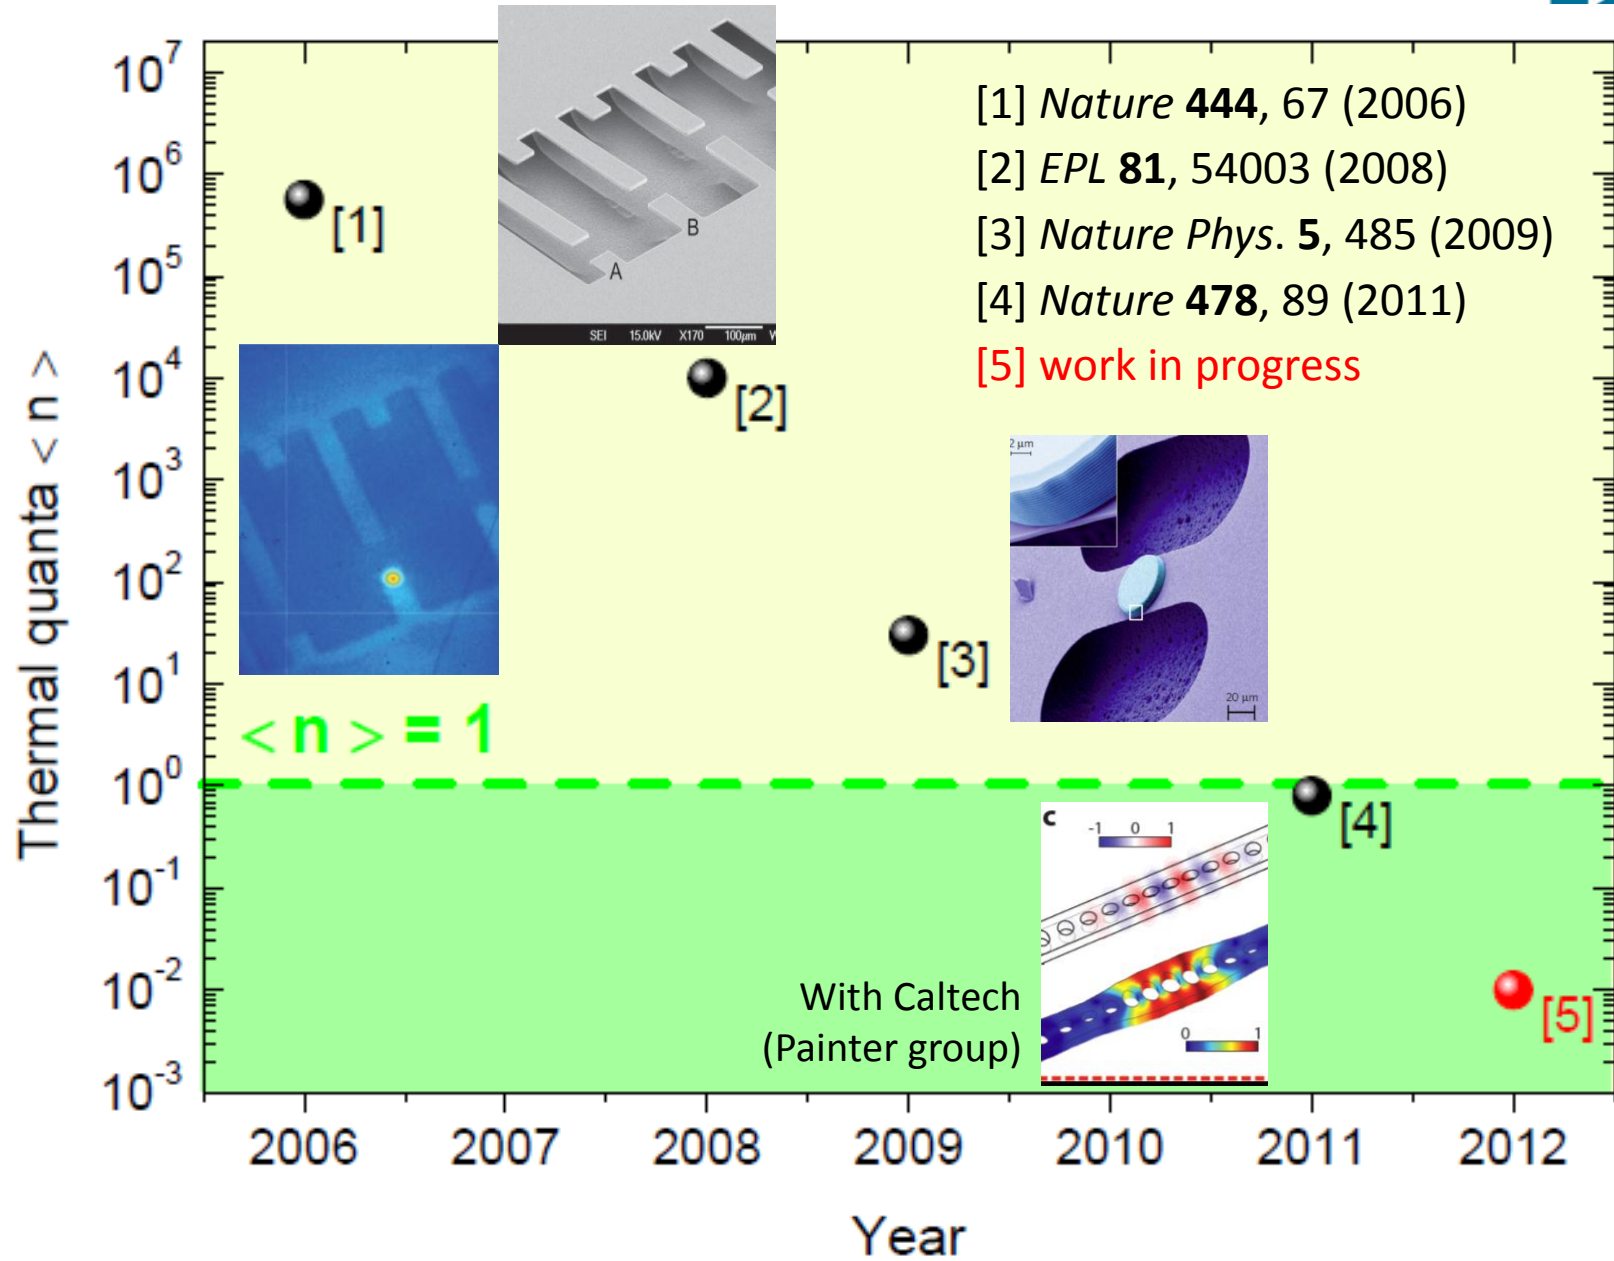 10^7
10^6
10^5
10^4
10^3
10^2
10^1
10^0
10^-1
10^-2
10^-3
Thermal quanta < n >
[1] Nature 444, 67 (2006)
[2] EPL 81, 54003 (2008)
[3] Nature Phys. 5, 485 (2009)
[4] Nature 478, 89 (2011)
[5] work in progress
[1]
A
B
SEI 15.0kV X170 100μm
[2]
2 μm
20 μm
[3]
< n > = 1
[4]
c
-1 0 1
0 1
With Caltech
(Painter group)
[5]
2006 2007 2008 2009 2010 2011 2012
Year